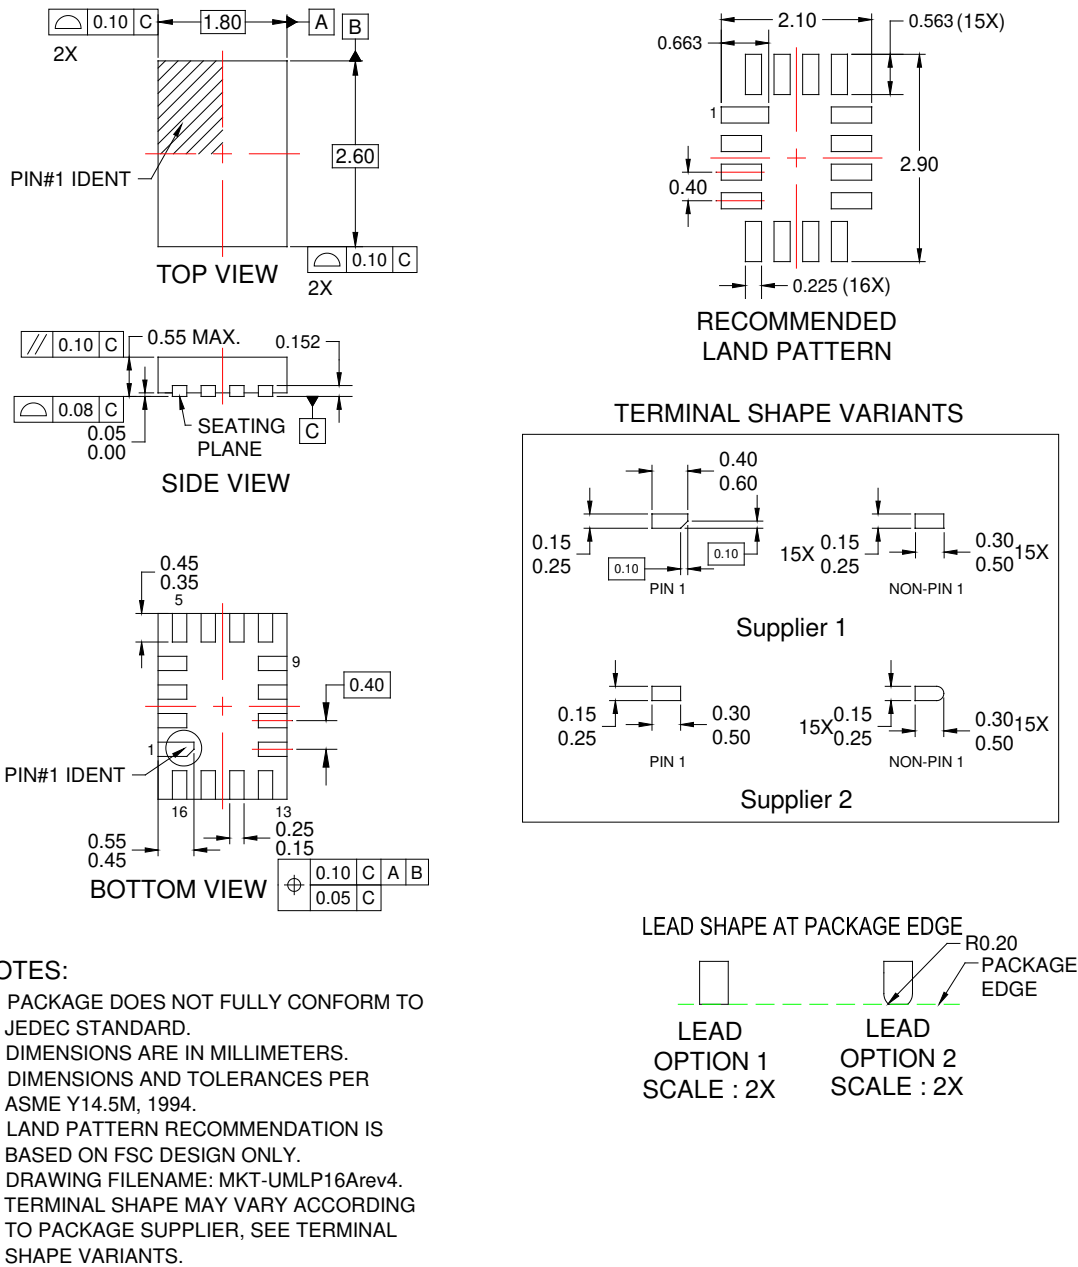 0.10 C
1.80
A
B
2X
PIN#1 IDENT
2.60
0.10 C
2X
TOP VIEW
2.10
0.563 (15X)
0.663
1
2.90
0.40
0.225 (16X)
RECOMMENDED
LAND PATTERN
// 0.10 C
0.55 MAX.
0.152
0.08 C
0.05
0.00
SEATING
PLANE
C
SIDE VIEW
TERMINAL SHAPE VARIANTS
0.40
0.60
0.15
0.25
0.10
0.10
PIN 1
15X 0.15
0.25
0.30 15X
0.50
NON-PIN 1
Supplier 1
0.15
0.25
0.30
0.50
PIN 1
15X 0.15
0.25
0.30 15X
0.50
NON-PIN 1
Supplier 2
0.45
0.35
5
9
0.40
1
PIN#1 IDENT
16
13
0.25
0.15
0.55
0.45
0.10 C A B
0.05 C
BOTTOM VIEW
LEAD SHAPE AT PACKAGE EDGE
R0.20
PACKAGE
EDGE
LEAD
OPTION 1
SCALE : 2X
LEAD
OPTION 2
SCALE : 2X
OTES:
PACKAGE DOES NOT FULLY CONFORM TO
JEDEC STANDARD.
DIMENSIONS ARE IN MILLIMETERS.
DIMENSIONS AND TOLERANCES PER
ASME Y14.5M, 1994.
LAND PATTERN RECOMMENDATION IS
BASED ON FSC DESIGN ONLY.
DRAWING FILENAME: MKT-UMLP16Arev4.
TERMINAL SHAPE MAY VARY ACCORDING
TO PACKAGE SUPPLIER, SEE TERMINAL
SHAPE VARIANTS.